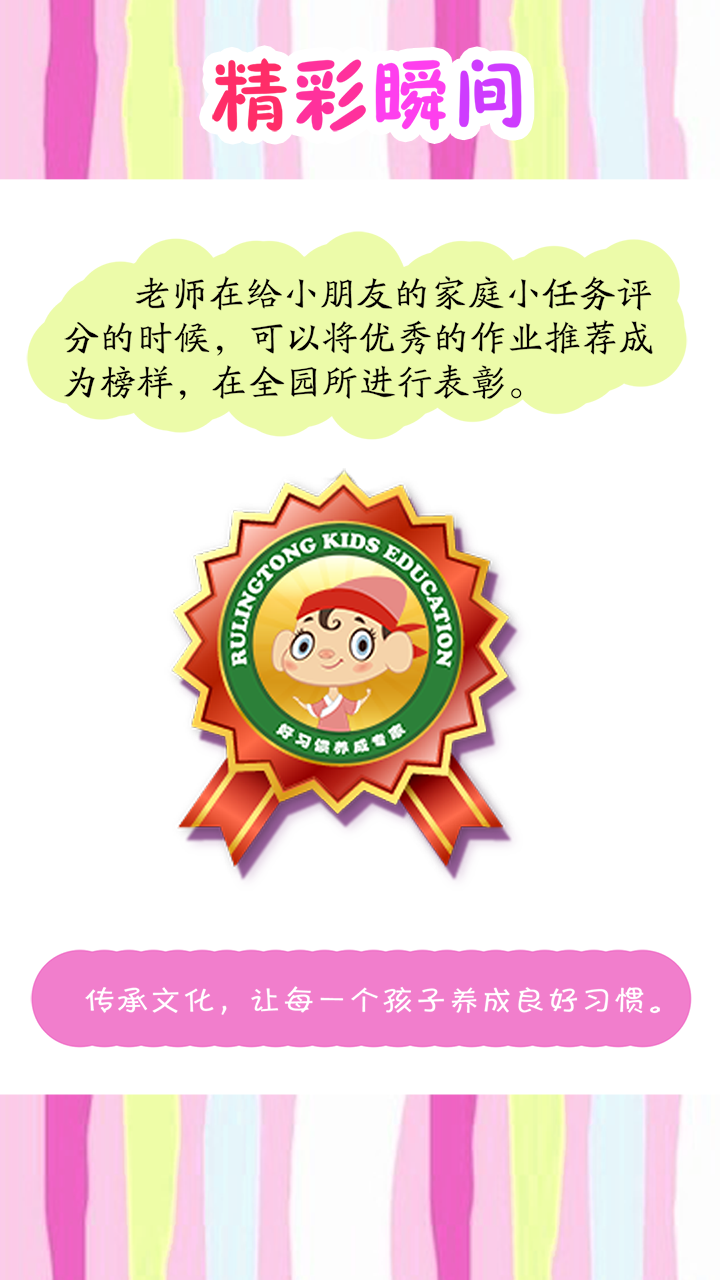 精彩瞬间
老师在给小朋友的家庭小任务评
分的时候，可以将优秀的作业推荐成
为榜样，在全园所进行表彰。
RULINGTONG KIDS EDUCATION
好习惯养成专家
传承文化，让每一个孩子养成良好习惯。